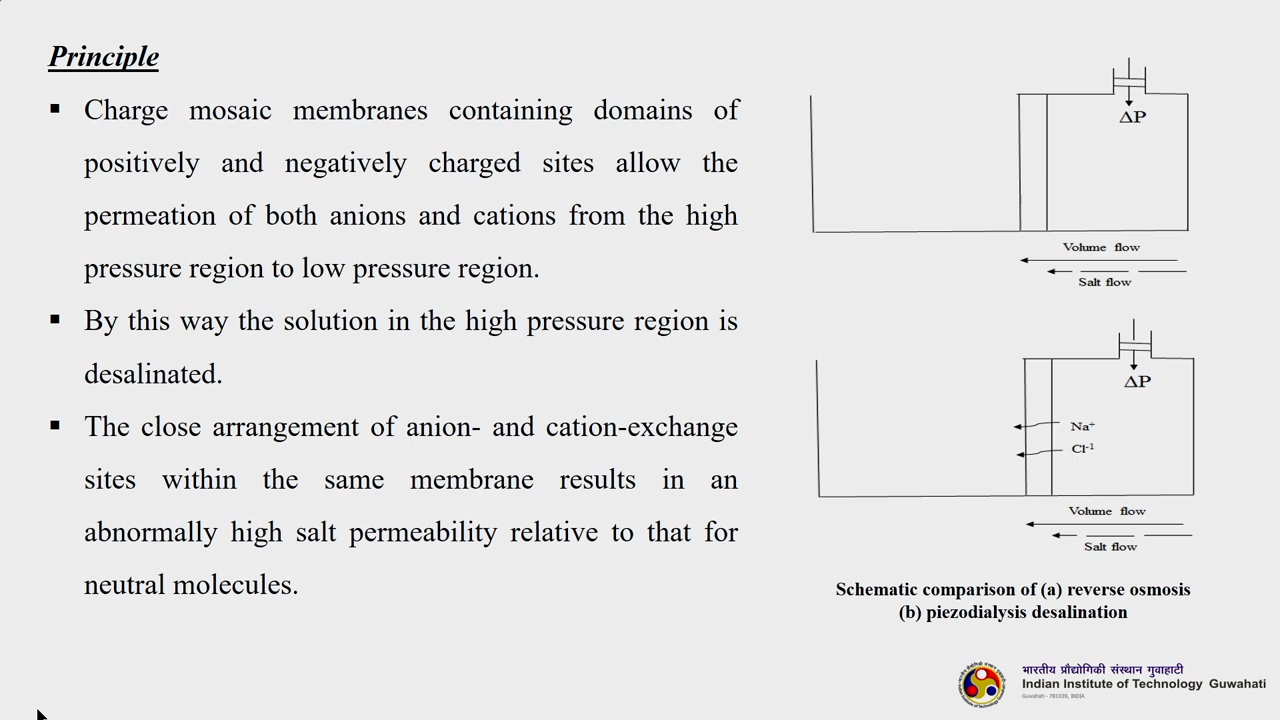 Principle
▪ Charge mosaic membranes containing domains of
positively and negatively charged sites allow the
permeation of both anions and cations from the high
pressure region to low pressure region.
▪ By this way the solution in the high pressure region is
desalinated.
▪ The close arrangement of anion- and cation-exchange
sites within the same membrane results in an
abnormally high salt permeability relative to that for
neutral molecules.
ΔP
Volume flow
Salt flow
ΔP
Na⁺
Cl⁻¹
Volume flow
Salt flow
Schematic comparison of (a) reverse osmosis
(b) piezodialysis desalination
भारतीय प्रौद्योगिकी संस्थान गुवाहाटी
Indian Institute of Technology Guwahati
Guwahati - 781039, INDIA